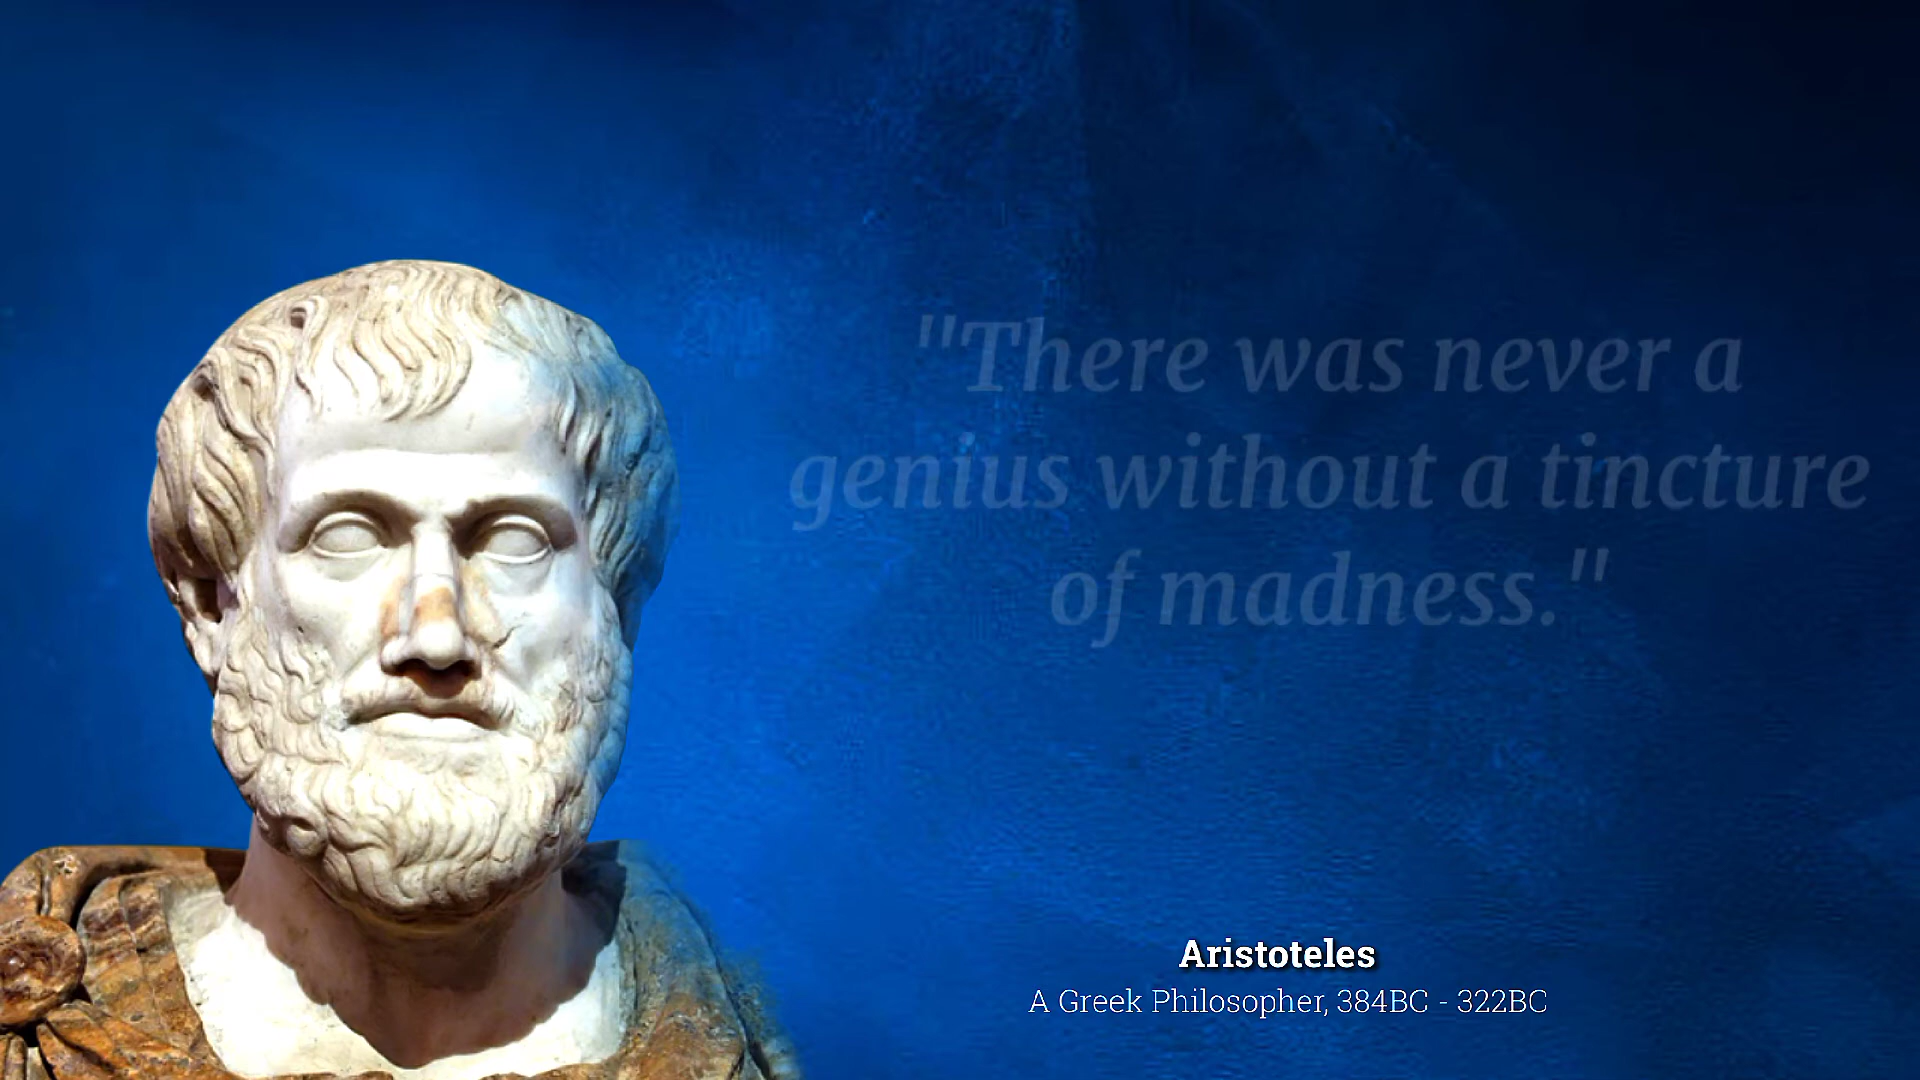 "There was never a
genius without a tincture
of madness."
Aristoteles
A Greek Philosopher, 384BC - 322BC